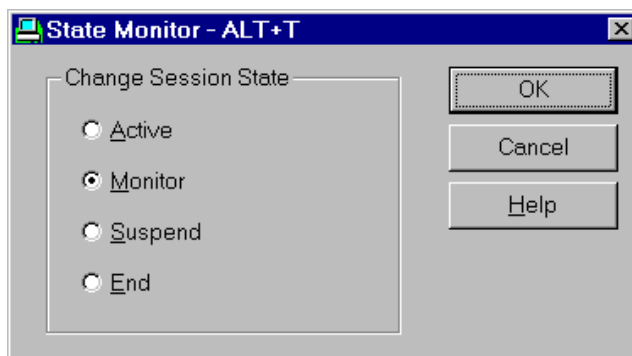 State Monitor - ALT+T
Change Session State
Active
Monitor
Suspend
End
OK
Cancel
Help